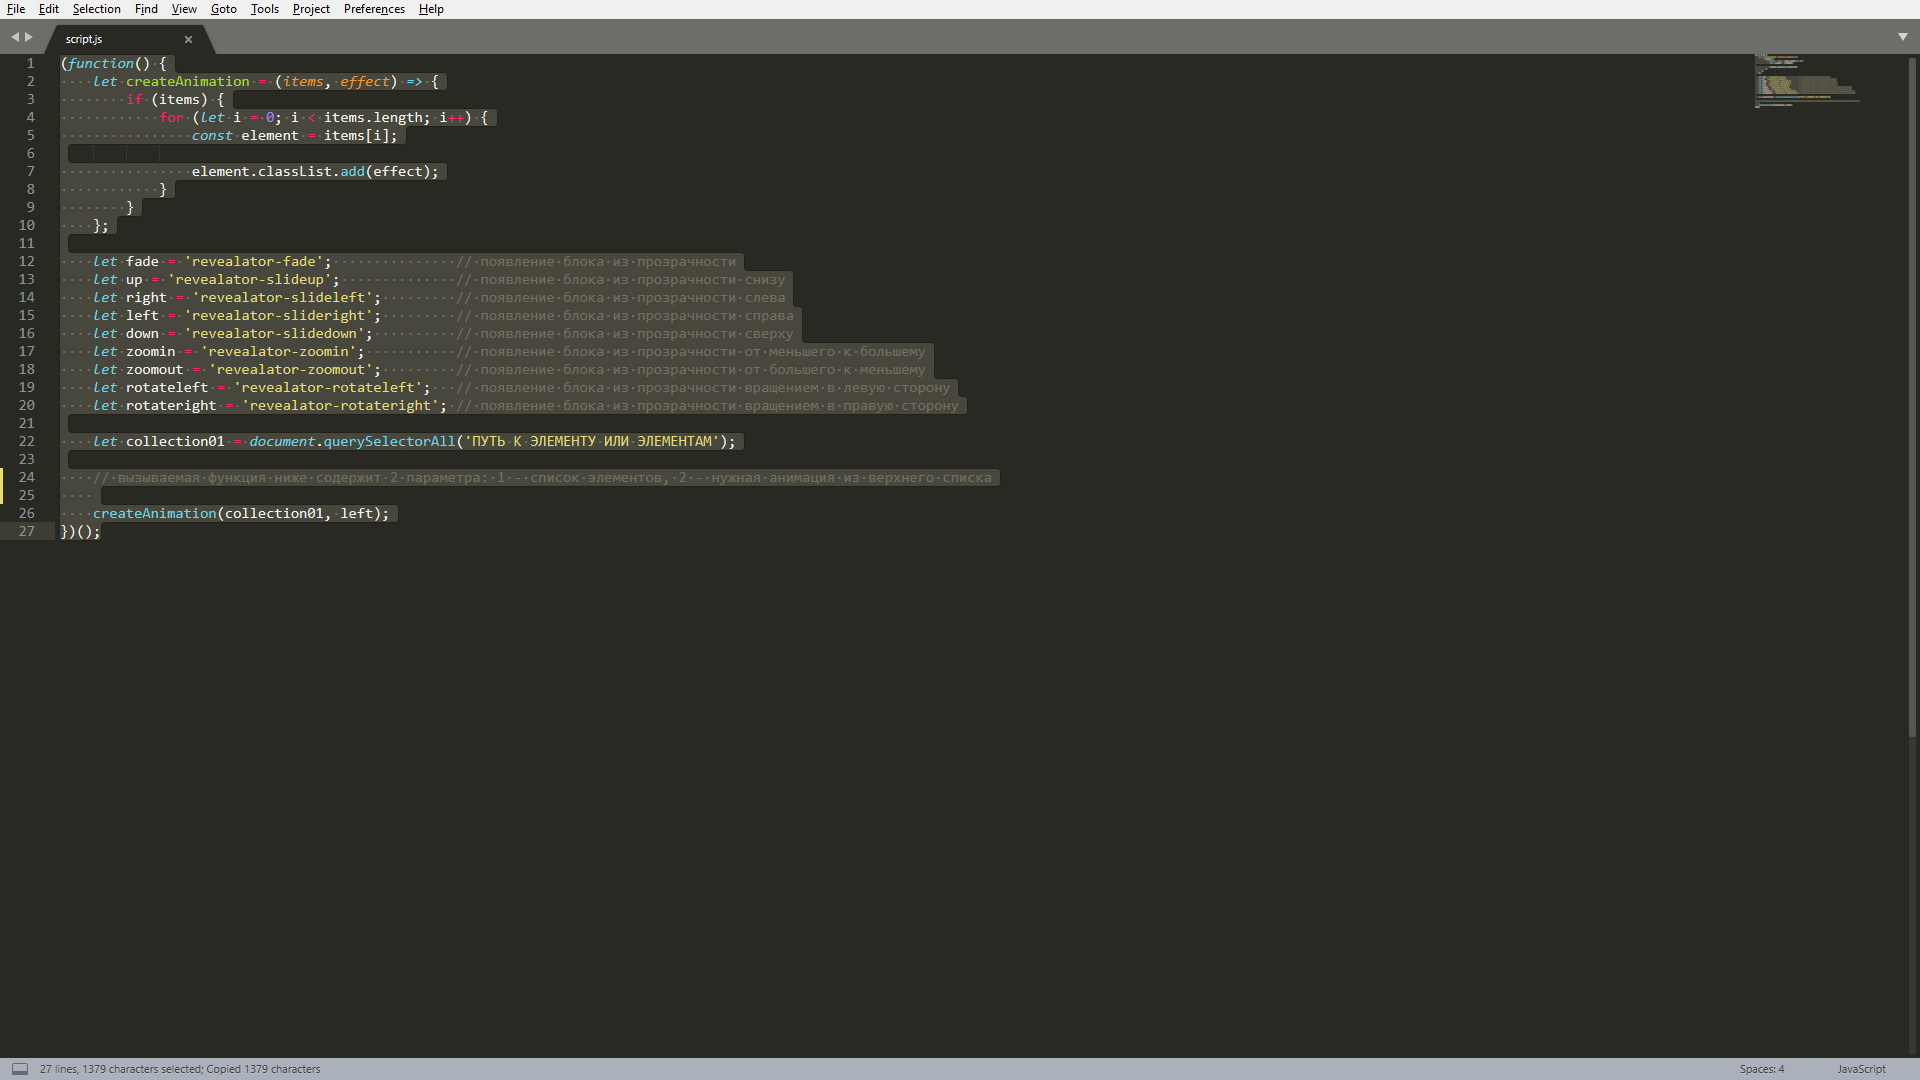 File Edit Selection Find View Goto Tools Project Preferences Help
script.js
1 (function() {
2 let createAnimation = (items, effect) => {
3 if (items) {
4 for (let i = 0; i < items.length; i++) {
5 const element = items[i];
6
7 element.classList.add(effect);
8 }
9 }
10 };
11
12 let fade = 'revealator-fade'; // появление блока из прозрачности
13 let up = 'revealator-slideup'; // появление блока из прозрачности снизу
14 let right = 'revealator-slideleft'; // появление блока из прозрачности слева
15 let left = 'revealator-slideright'; // появление блока из прозрачности справа
16 let down = 'revealator-slidedown'; // появление блока из прозрачности сверху
17 let zoomin = 'revealator-zoomin'; // появление блока из прозрачности от меньшего к большему
18 let zoomout = 'revealator-zoomout'; // появление блока из прозрачности от большего к меньшему
19 let rotateleft = 'revealator-rotateleft'; // появление блока из прозрачности вращением в левую сторону
20 let rotateright = 'revealator-rotateright'; // появление блока из прозрачности вращением в правую сторону
21
22 let collection01 = document.querySelectorAll('ПУТЬ К ЭЛЕМЕНТУ ИЛИ ЭЛЕМЕНТАМ');
23
24 // вызываемая функция ниже содержит 2 параметра: 1 - список элементов, 2 - нужная анимация из верхнего списка
25
26 createAnimation(collection01, left);
27 })();
27 lines, 1379 characters selected; Copied 1379 characters Spaces: 4 JavaScript